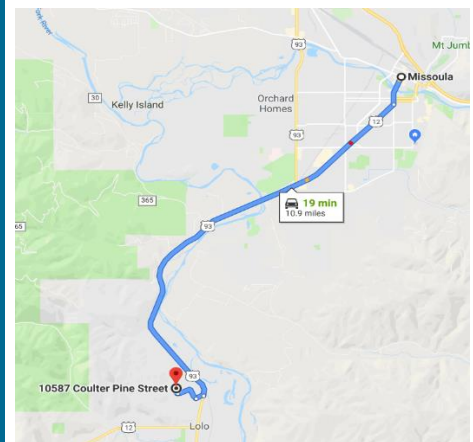 93
Mt Jumb
Missoula
30
Kelly Island
Orchard
Homes
12
93
365
19 min
10.9 miles
65
93
10587 Coulter Pine Street
93
12
Lolo